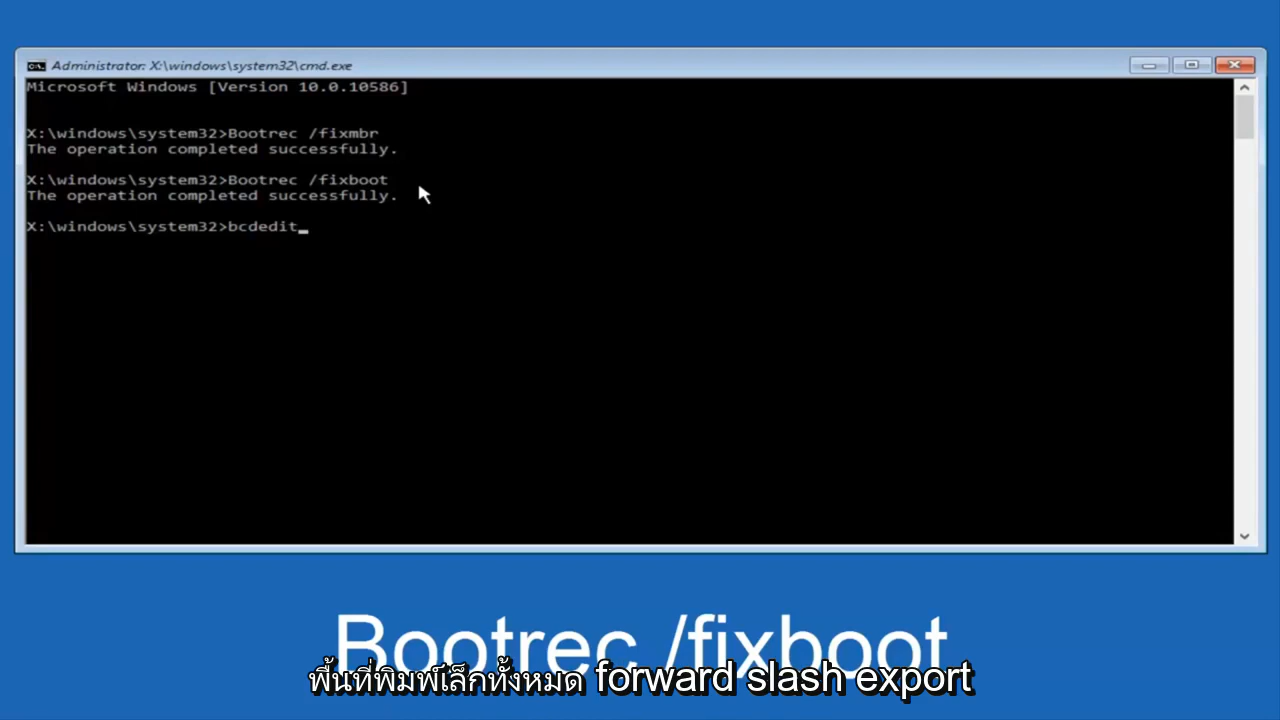 Administrator: X:\windows\system32\cmd.exe
Microsoft Windows [Version 10.0.10586]
X:\windows\system32>Bootrec /fixmbr
The operation completed successfully.
X:\windows\system32>Bootrec /fixboot
The operation completed successfully.
X:\windows\system32>bcdedit_
Bootrec /fixboot
พื้นที่พิมพ์เล็กทั้งหมด forward slash export